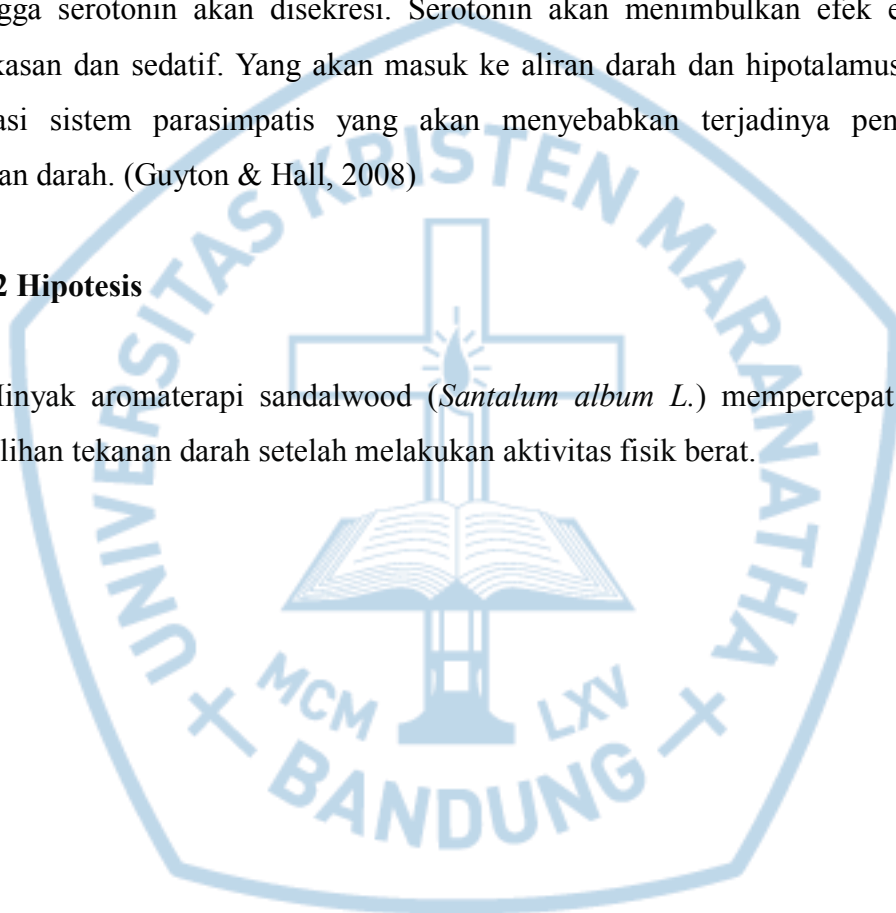 gga serotonin akan disekresi. Serotonin akan menimbulkan efek e
kasan dan sedatif. Yang akan masuk ke aliran darah dan hipotalamus
asi sistem parasimpatis yang akan menyebabkan terjadinya pen
an darah. (Guyton & Hall, 2008)
2 Hipotesis
Minyak aromaterapi sandalwood (Santalum album L.) mempercepat
lihan tekanan darah setelah melakukan aktivitas fisik berat.
UNIVERSITAS KRISTEN MARANATHA
MCM LXV
BANDUNG